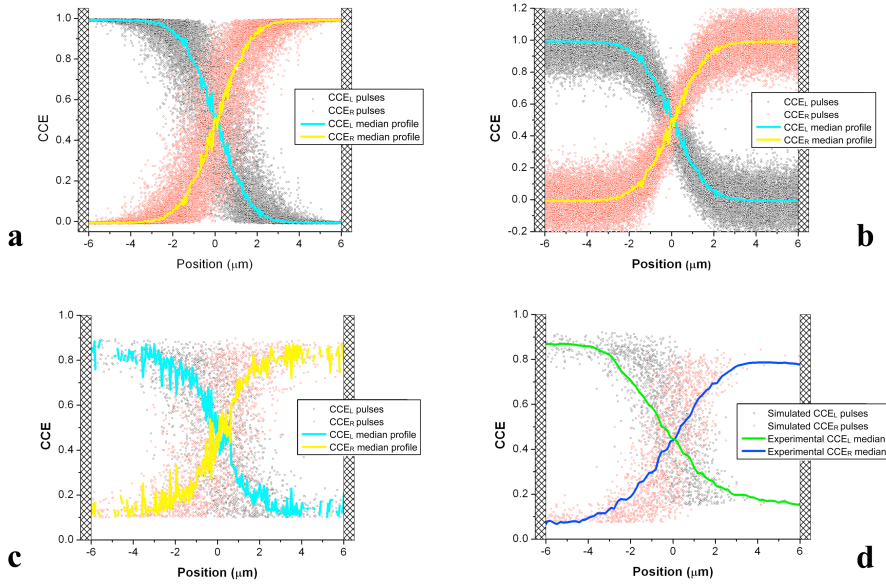 1.0
0.8
0.6
0.4
0.2
0.0
CCE
-6 -4 -2 0 2 4 6
Position (μm)
CCEL pulses
CCER pulses
CCEL median profile
CCER median profile
a
1.2
1.0
0.8
0.6
0.4
0.2
0.0
-0.2
CCE
-6 -4 -2 0 2 4 6
Position (μm)
CCEL pulses
CCER pulses
CCEL median profile
CCER median profile
b
1.0
0.8
0.6
0.4
0.2
0.0
CCE
-6 -4 -2 0 2 4 6
Position (μm)
CCEL pulses
CCER pulses
CCEL median profile
CCER median profile
c
1.0
0.8
0.6
0.4
0.2
0.0
CCE
-6 -4 -2 0 2 4 6
Position (μm)
Simulated CCEL pulses
Simulated CCER pulses
Experimental CCEL median
Experimental CCER median
d